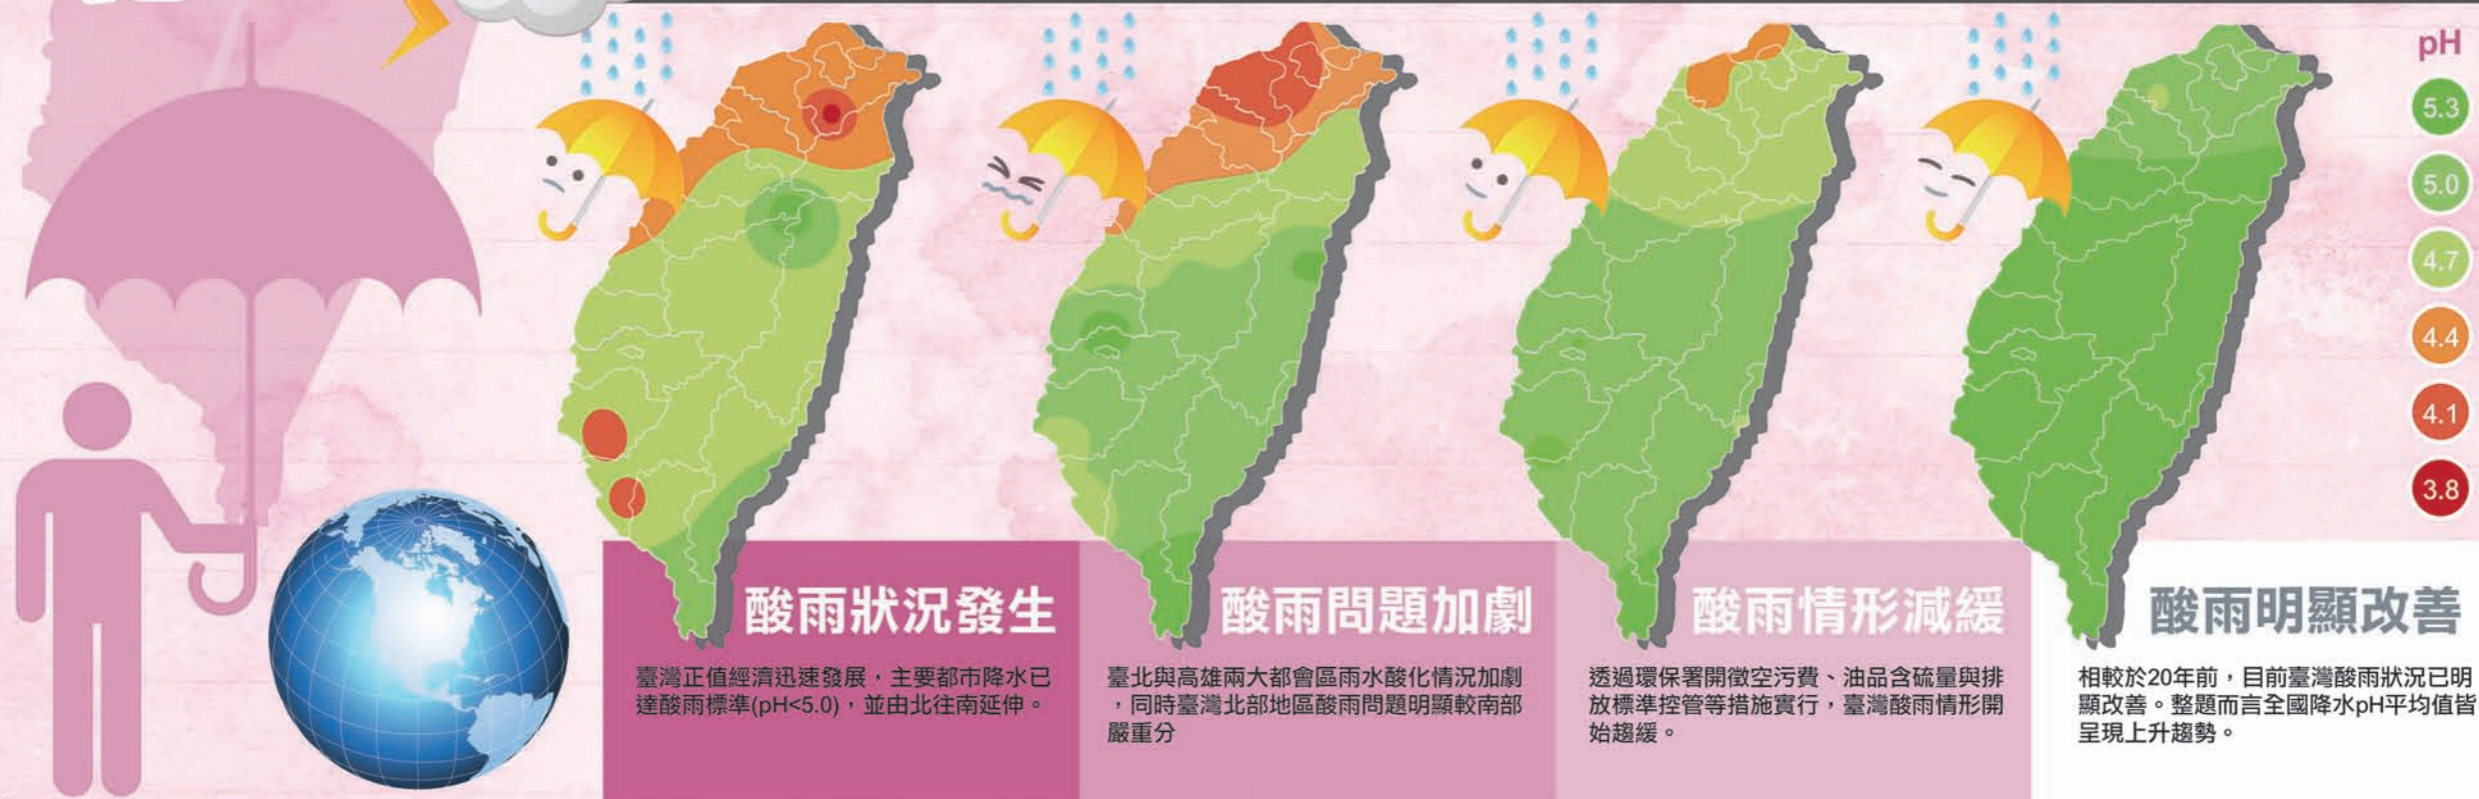 pH
5.3
5.0
4.7
4.4
4.1
3.8
酸雨狀況發生
臺灣正值經濟迅速發展，主要都市降水已
達酸雨標準(pH<5.0)，並由北往南延伸。
酸雨問題加劇
臺北與高雄兩大都會區雨水酸化情況加劇
，同時臺灣北部地區酸雨問題明顯較南部
嚴重分
酸雨情形減緩
透過環保署開徵空污費、油品含硫量與排
放標準控管等措施實行，臺灣酸雨情形開
始趨緩。
酸雨明顯改善
相較於20年前，目前臺灣酸雨狀況已明
顯改善。整題而言全國降水pH平均值皆
呈現上升趨勢。